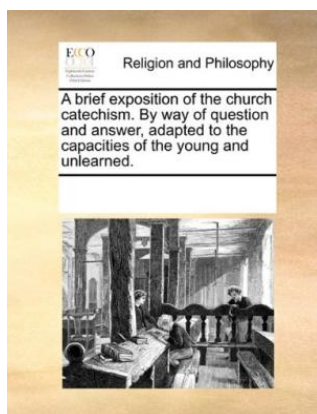 ECCO
Religion and Philosophy
A brief exposition of the church
catechism. By way of question
and answer, adapted to the
capacities of the young and
unlearned.